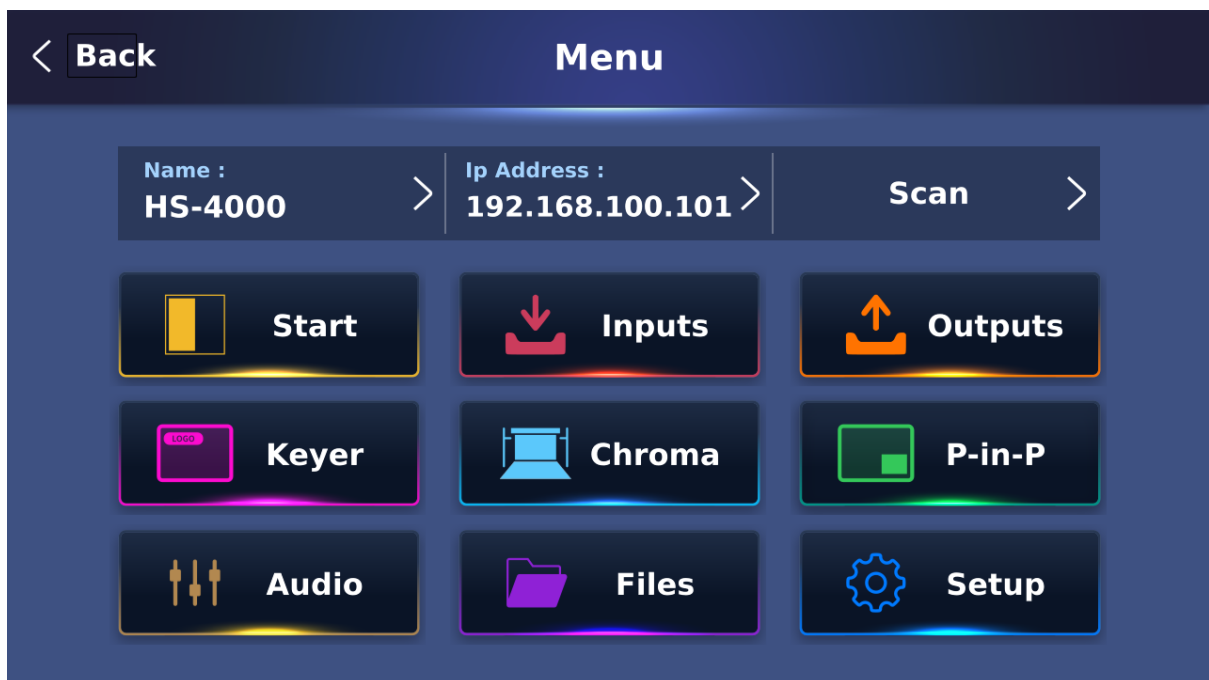 Back
Menu
Name :
HS-4000
Ip Address :
192.168.100.101
Scan
Start
Inputs
Outputs
LOGO
Keyer
Chroma
P-in-P
Audio
Files
Setup